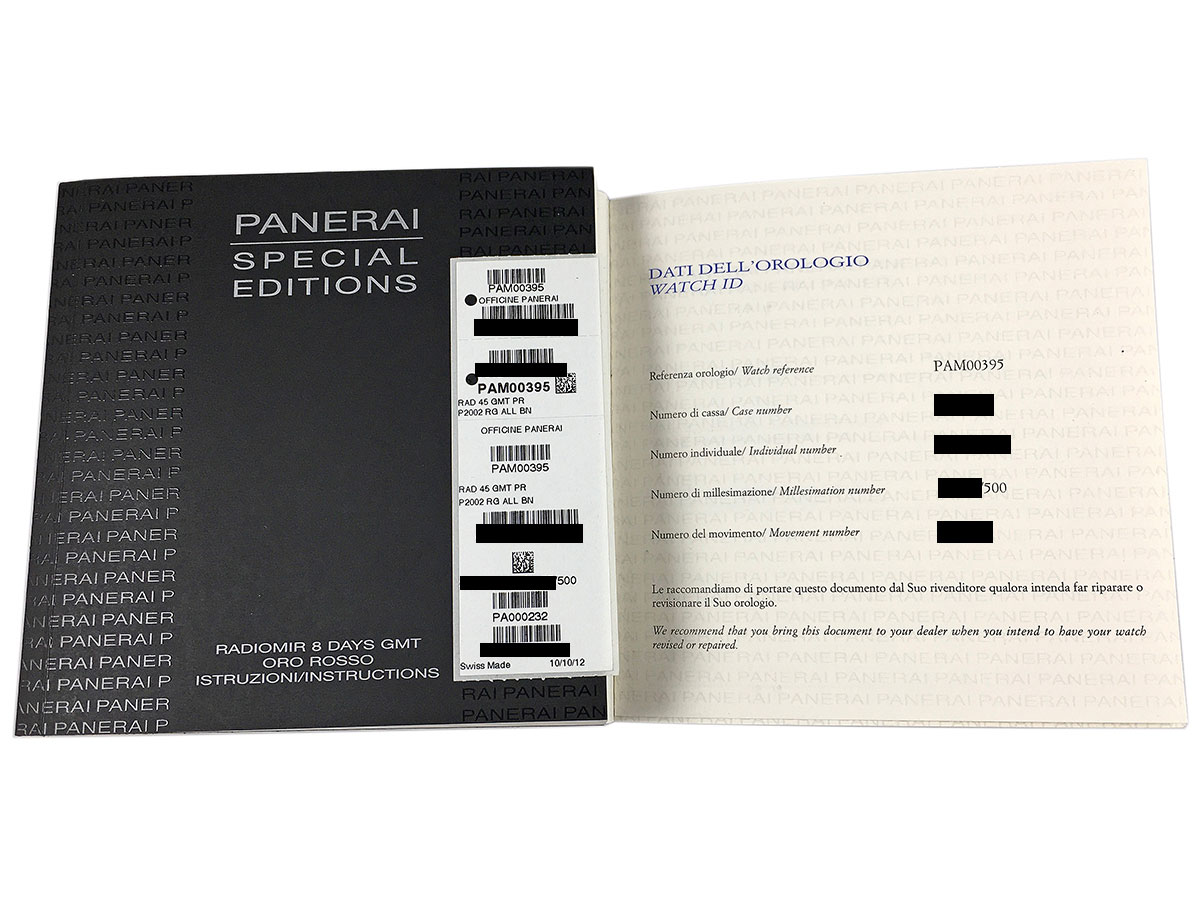 PANERAI
SPECIAL
EDITIONS
RADIOMIR 8 DAYS GMT
ORO ROSSO
ISTRUZIONI/INSTRUCTIONS
PAM00395
OFFICINE PANERAI
PAM00395
RAD 45 GMT PR
P2002 RG ALL BN
OFFICINE PANERAI
PAM00395
RAD 45 GMT PR
P2002 RG ALL BN
/500
PA000232
Swiss Made 10/10/12
DATI DELL'OROLOGIO
WATCH ID
Referenza orologio/ Watch reference PAM00395
Numero di cassa/ Case number
Numero individuale/ Individual number
Numero di millesimazione/ Millesimation number /500
Numero del movimento/ Movement number
Le raccomandiamo di portare questo documento dal Suo rivenditore qualora intenda far riparare o
revisionare il Suo orologio.
We recommend that you bring this document to your dealer when you intend to have your watch
revised or repaired.